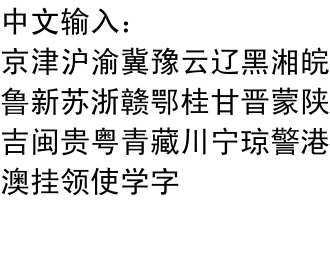 中文输入：
京津沪渝冀豫云辽黑湘皖
鲁新苏浙赣鄂桂甘晋蒙陕
吉闽贵粤青藏川宁琼警港
澳挂领使学字